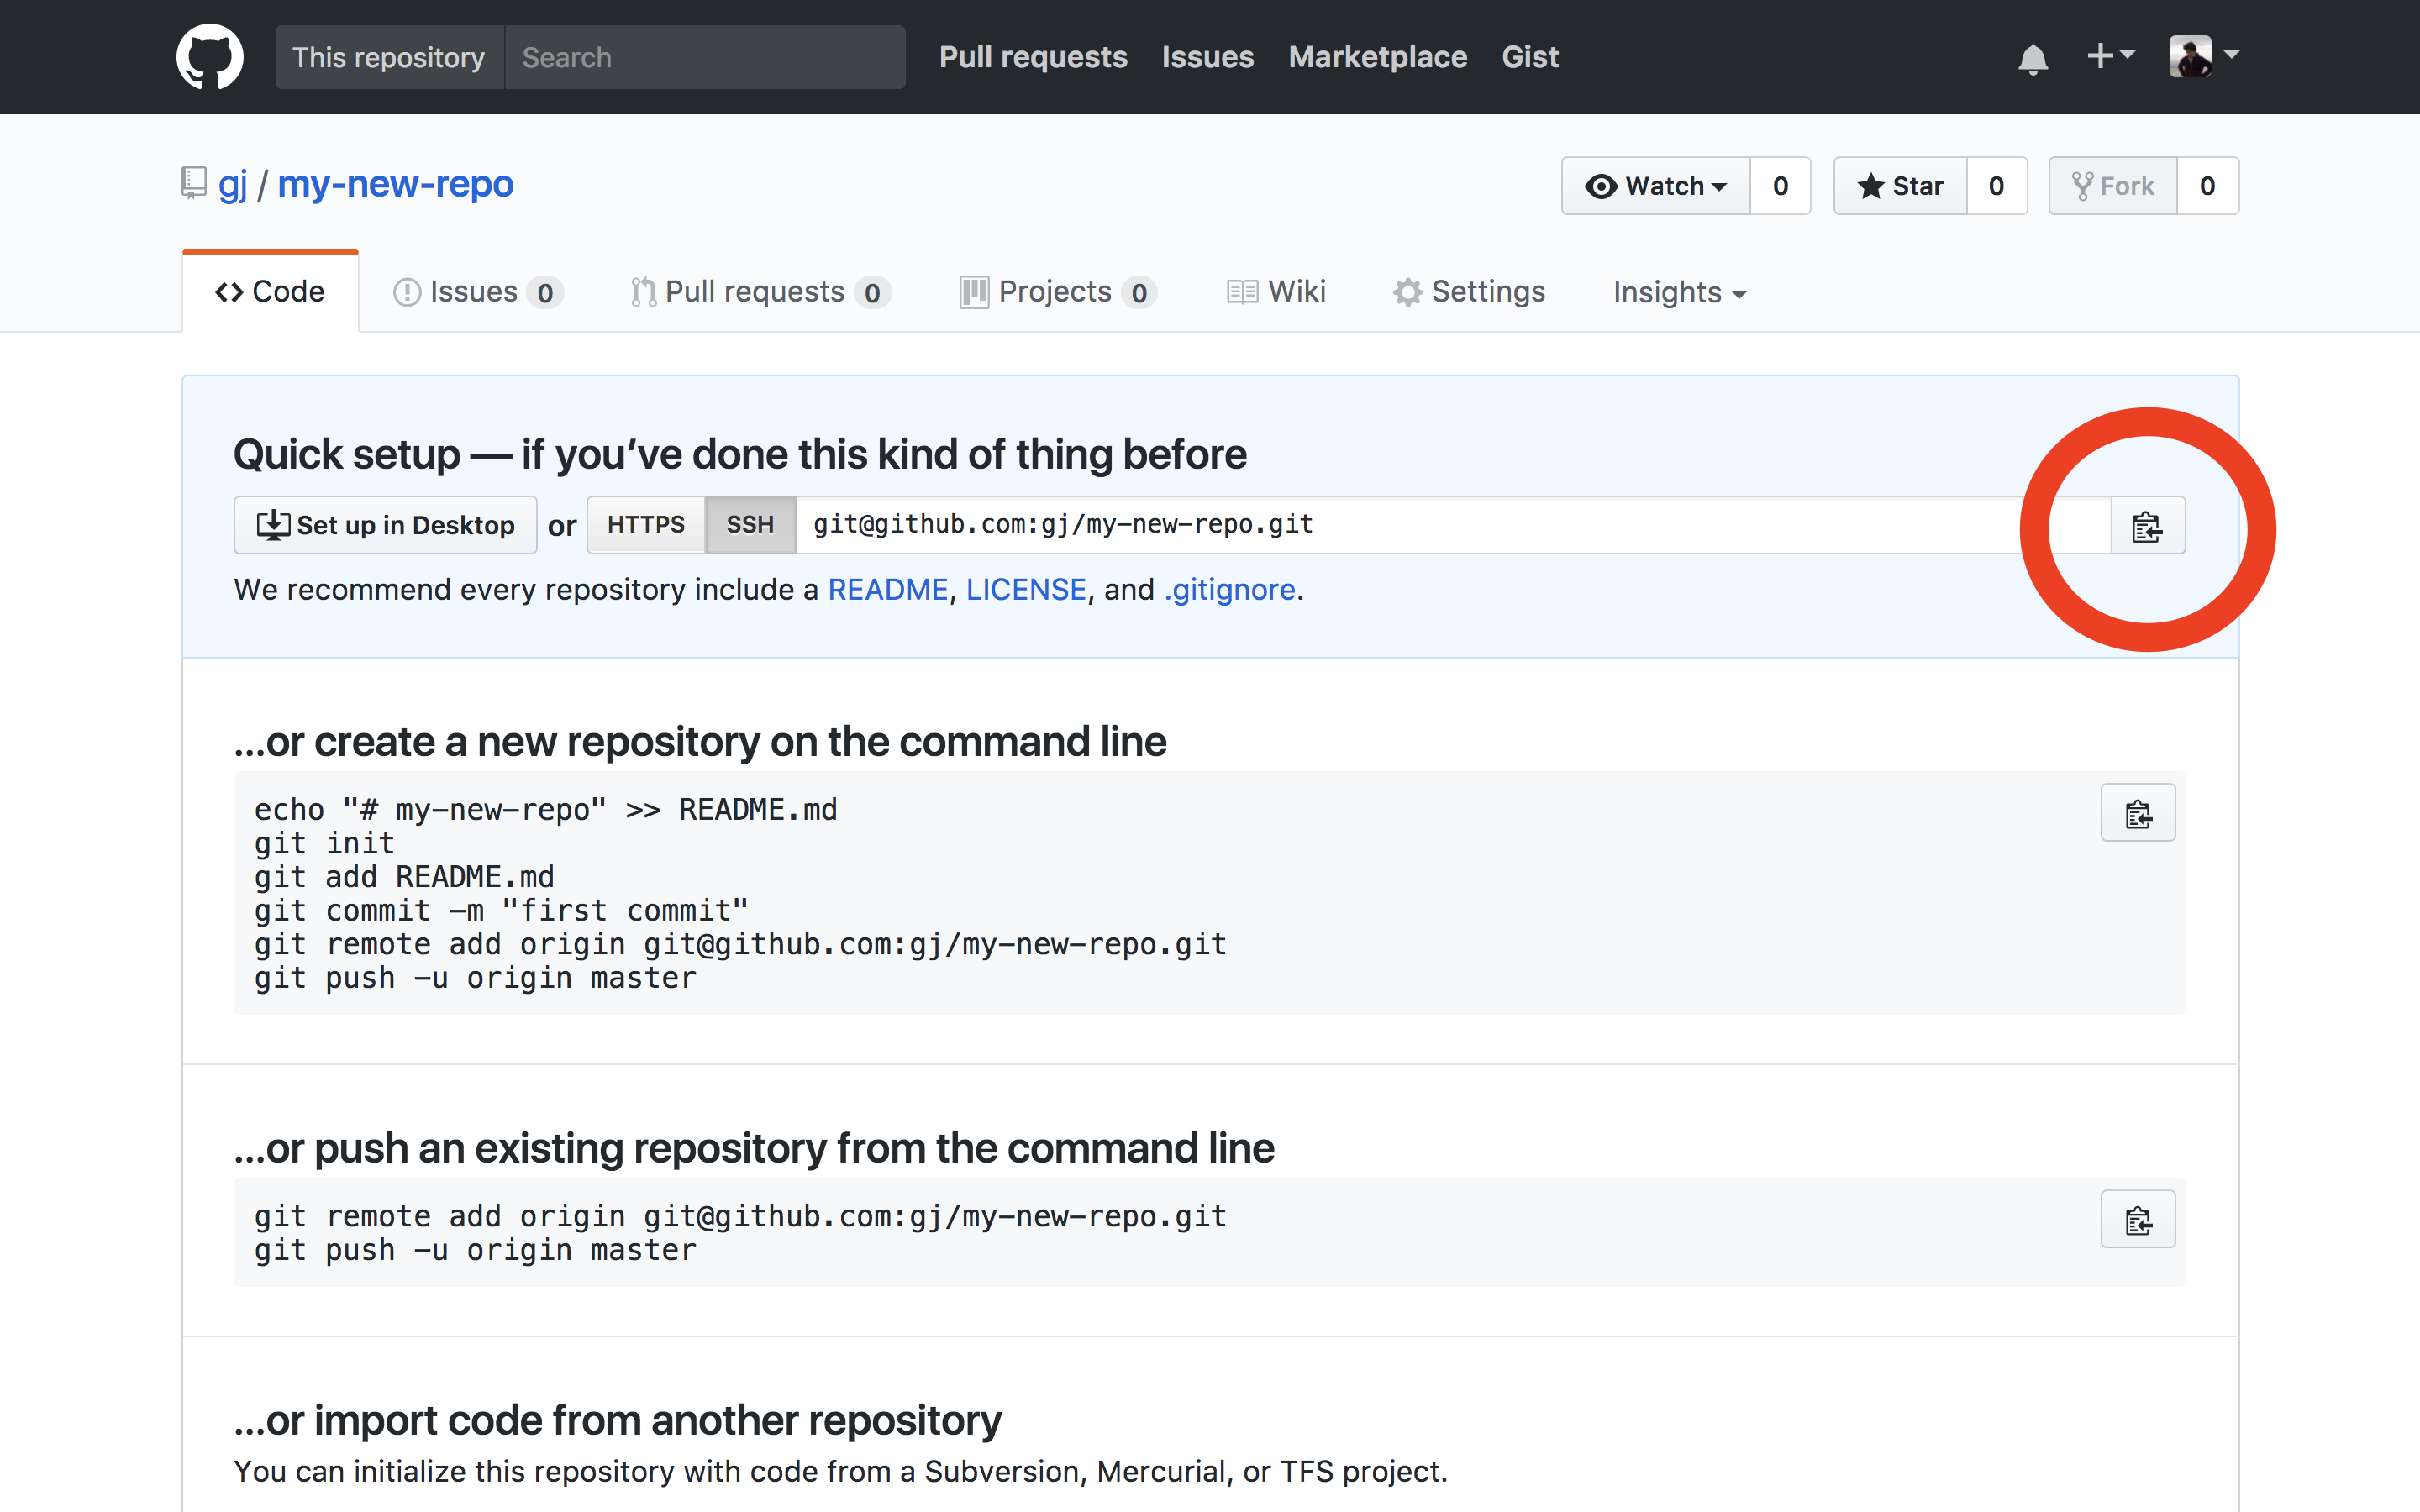 This repository Search Pull requests Issues Marketplace Gist
gj / my-new-repo Watch 0 Star 0 Fork 0
Code Issues 0 Pull requests 0 Projects 0 Wiki Settings Insights
Quick setup — if you’ve done this kind of thing before
Set up in Desktop or HTTPS SSH git@github.com:gj/my-new-repo.git
We recommend every repository include a README, LICENSE, and .gitignore.
…or create a new repository on the command line
echo "# my-new-repo" >> README.md
git init
git add README.md
git commit -m "first commit"
git remote add origin git@github.com:gj/my-new-repo.git
git push -u origin master
…or push an existing repository from the command line
git remote add origin git@github.com:gj/my-new-repo.git
git push -u origin master
…or import code from another repository
You can initialize this repository with code from a Subversion, Mercurial, or TFS project.